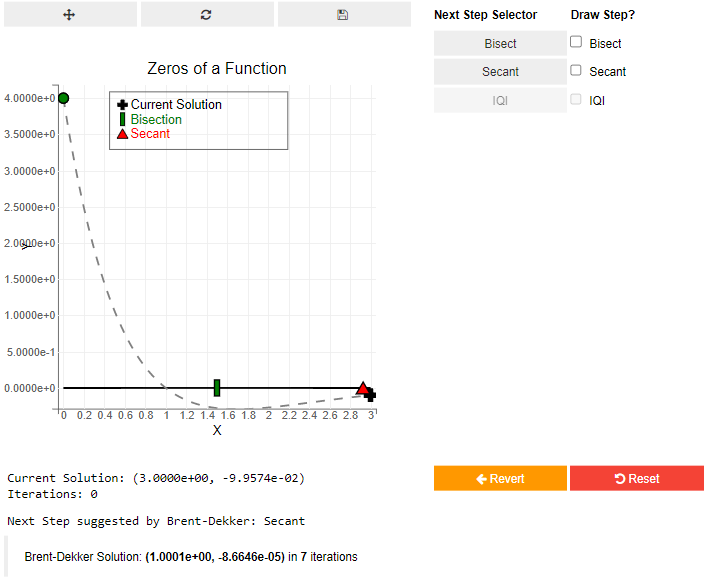 Next Step Selector Draw Step?
Bisect Bisect
Secant Secant
IQI IQI
Zeros of a Function
Current Solution
Bisection
Secant
4.0000e+0
3.5000e+0
3.0000e+0
2.5000e+0
2.0000e+0
1.5000e+0
1.0000e+0
5.0000e-1
0.0000e+0
Y
0 0.2 0.4 0.6 0.8 1 1.2 1.4 1.6 1.8 2 2.2 2.4 2.6 2.8 3
X
Current Solution: (3.0000e+00, -9.9574e-02)
Iterations: 0
Revert Reset
Next Step suggested by Brent-Dekker: Secant
Brent-Dekker Solution: (1.0001e+00, -8.6646e-05) in 7 iterations